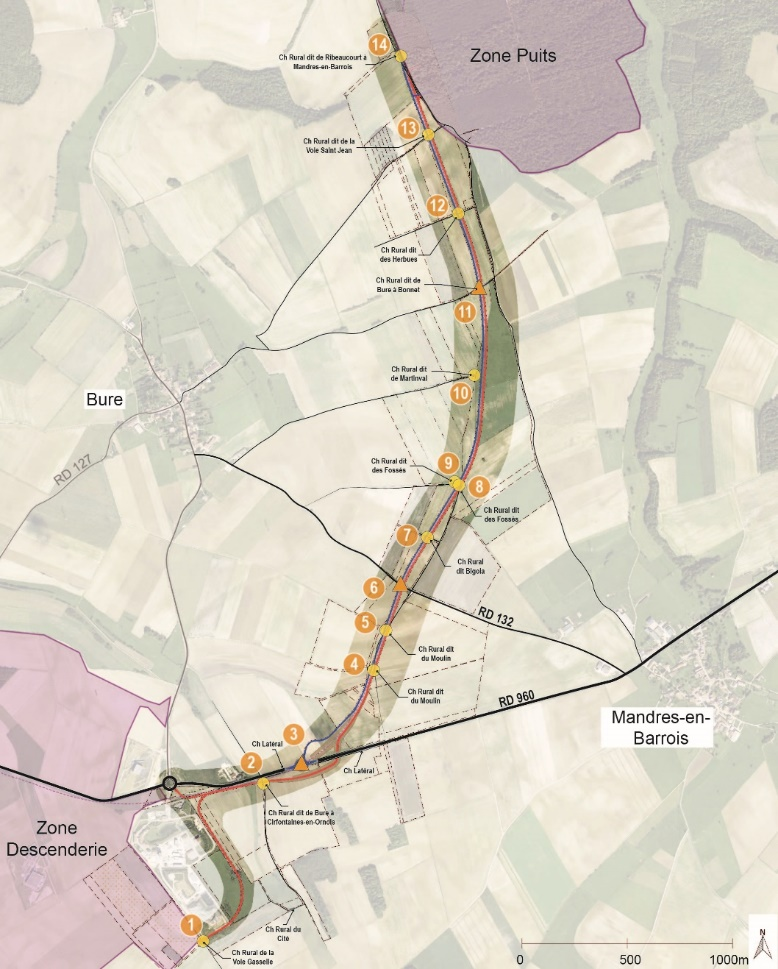 14
Ch Rural dit de Ribeaucourt à
Mandres-en-Barrois
Zone Puits
13
Ch Rural dit de la
Voie Saint Jean
12
Ch Rural dit
des Herbues
Ch Rural dit de
Bure à Bonnet
11
Ch Rural dit
de Martinval
10
Bure
RD 127
9
Ch Rural dit
des Fossés
8
Ch Rural dit
des Fossés
7
Ch Rural
dit Bigola
6
RD 132
5
Ch Rural dit
du Moulin
4
Ch Rural dit
du Moulin
RD 960
Mandres-en-
Barrois
3
Ch Latéral
2
Ch Latéral
Ch Rural dit de Bure à
Cirfontaines-en-Ornois
Zone
Descenderie
1
Ch Rural du
Cité
Ch Rural de la
Voie Gasselle
N
0 500 1000m